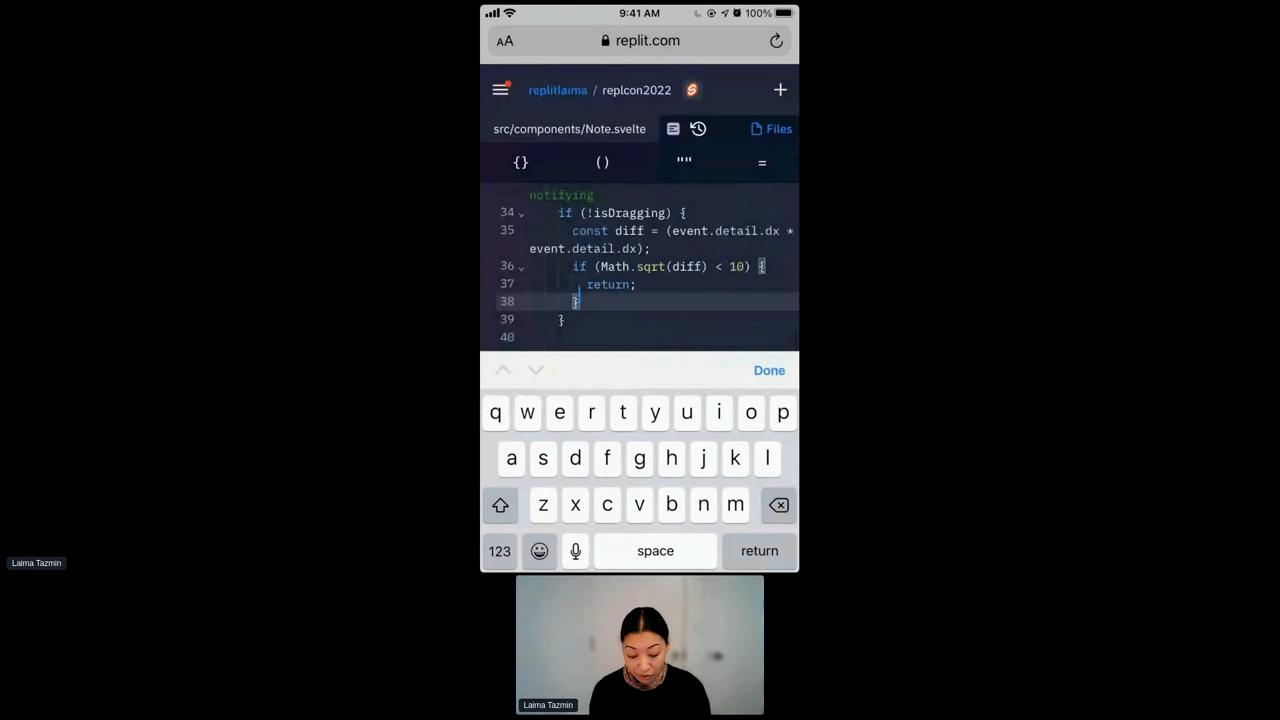 9:41 AM
100%
AA
replit.com
replitlaima / replcon2022
+
src/components/Note.svelte
Files
{}
()
""
=
notifying
34 if (!isDragging) {
35 const diff = (event.detail.dx *
event.detail.dx);
36 if (Math.sqrt(diff) < 10) {
37 return;
38 }
39 }
40
Done
q w e r t y u i o p
a s d f g h j k l
z x c v b n m
123
space
return
Laima Tazmin
Laima Tazmin